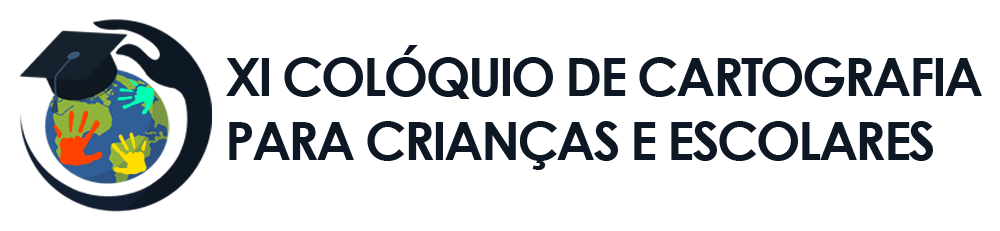 XI COLÓQUIO DE CARTOGRAFIA
PARA CRIANÇAS E ESCOLARES